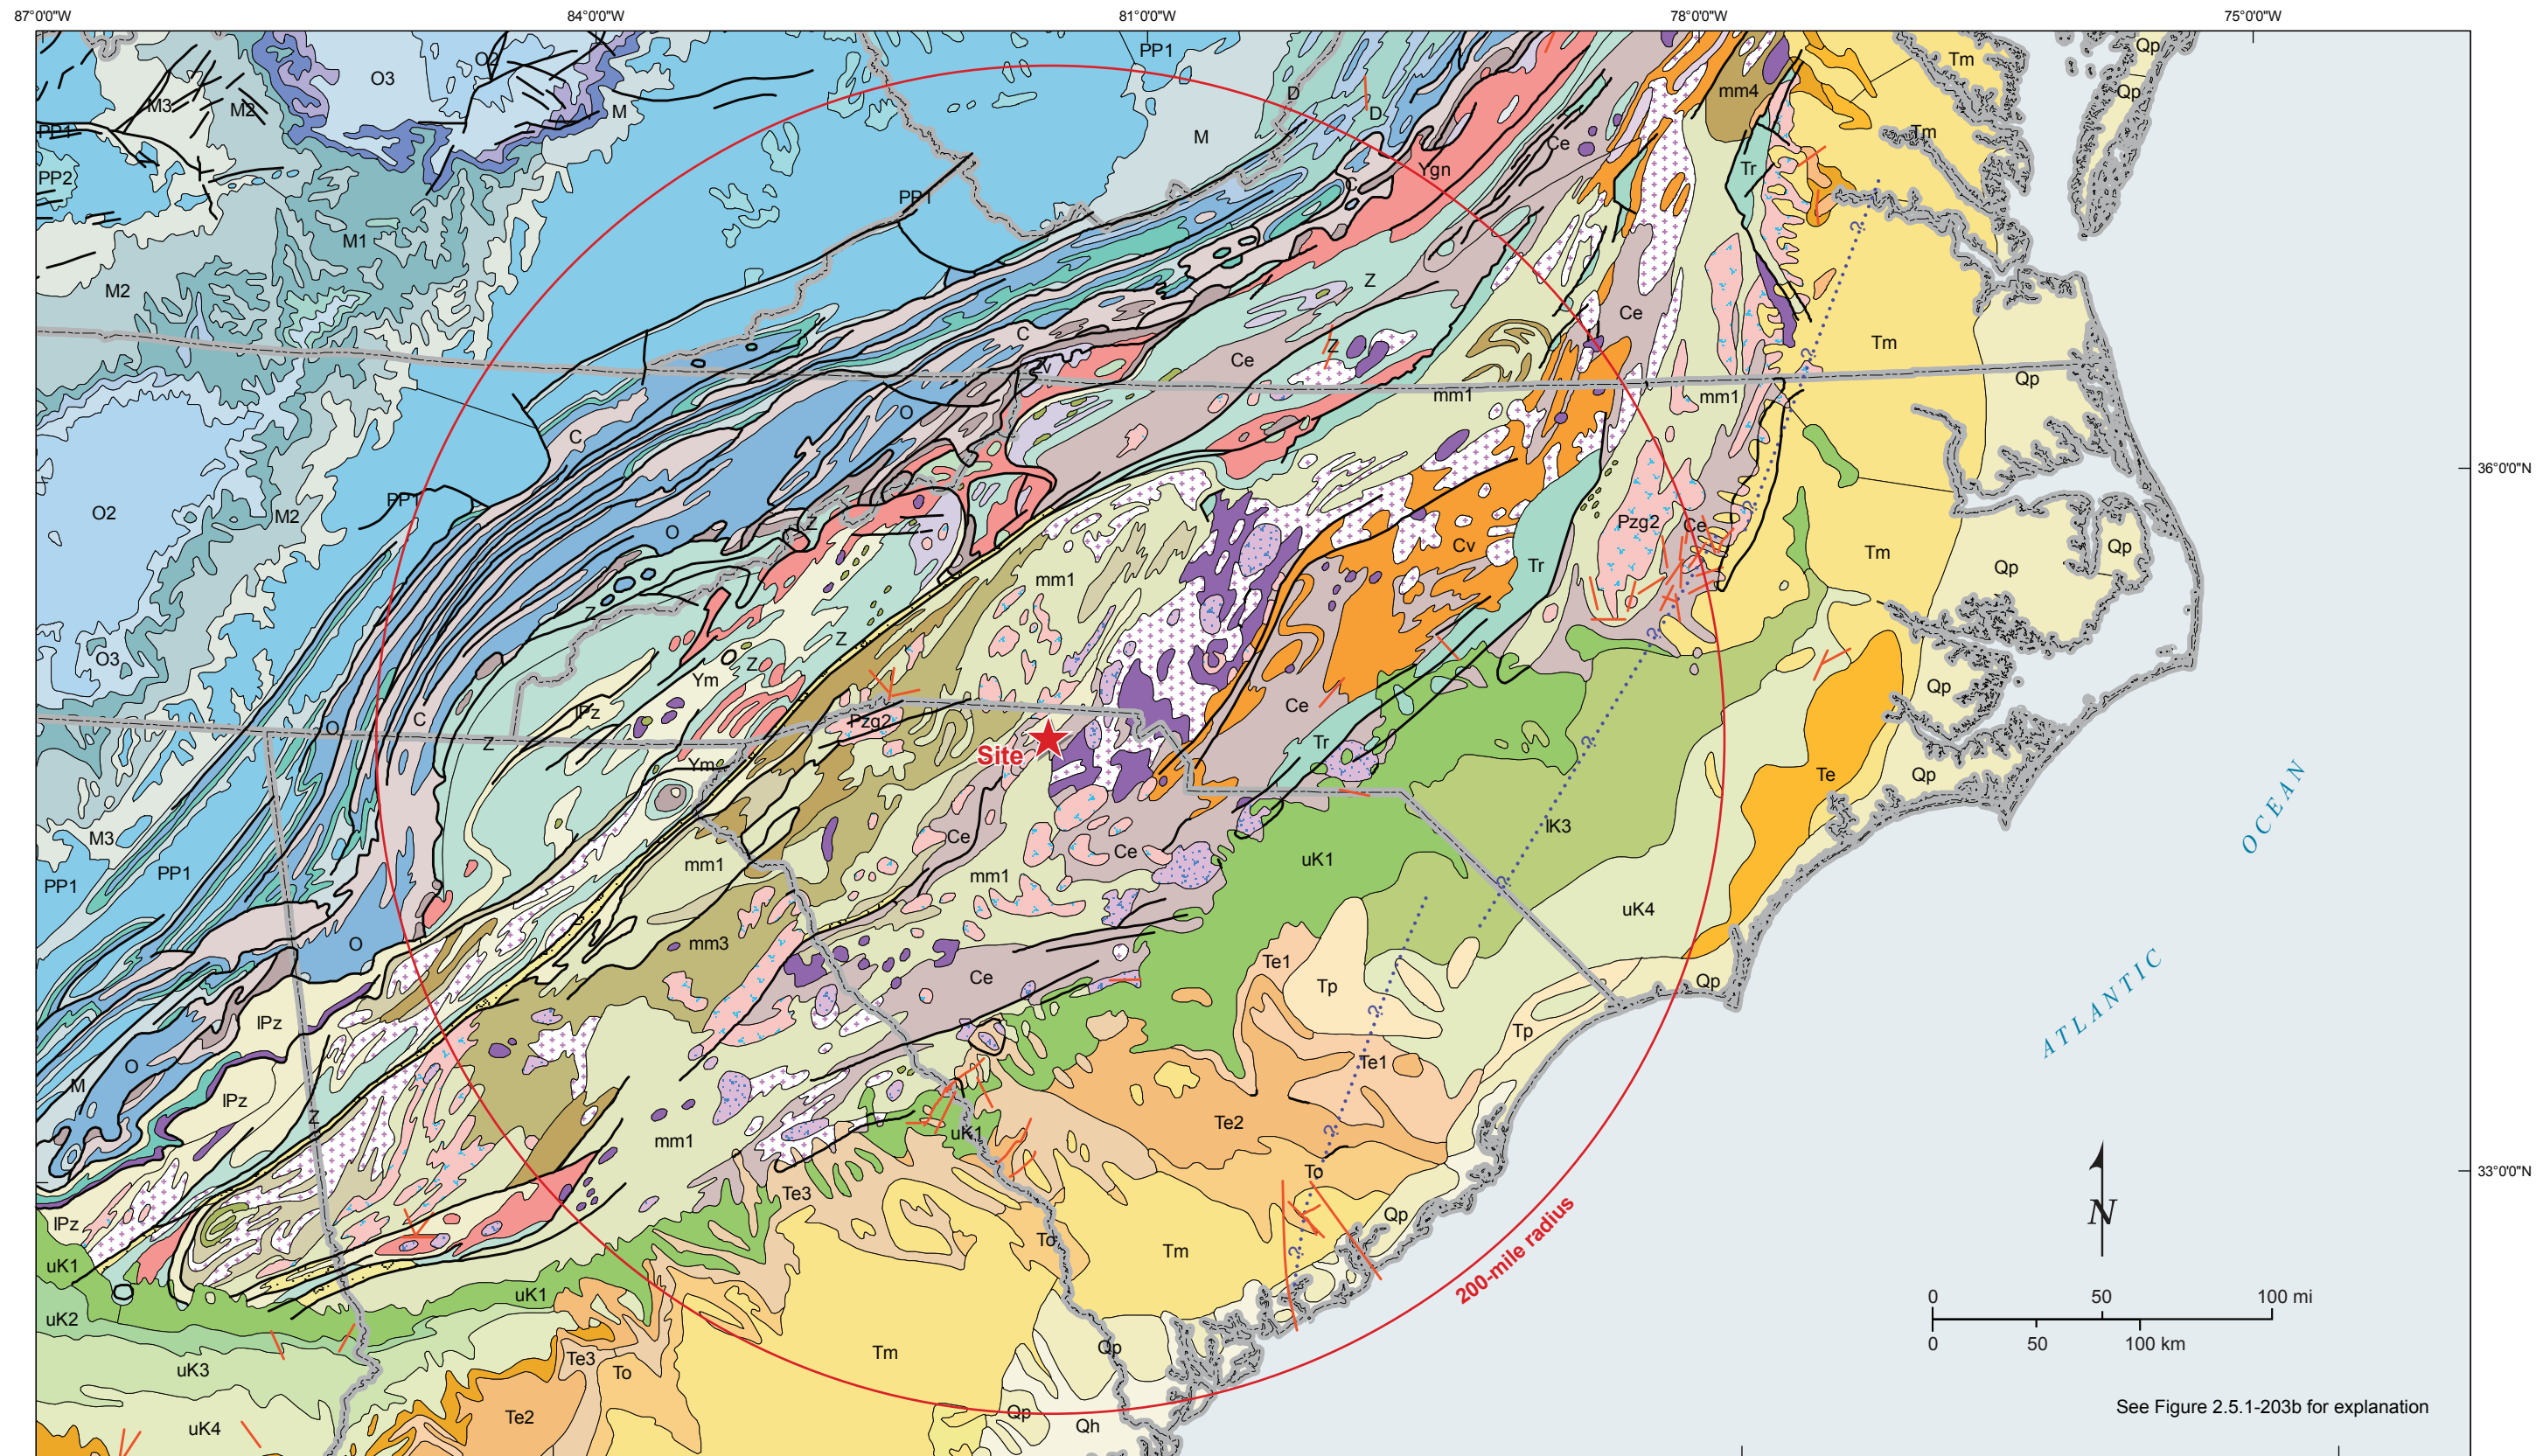 87°0'0"W 84°0'0"W 81°0'0"W 78°0'0"W 75°0'0"W
PP1 Qp
O2 Tm
O3
D Qp
M3 M2 M mm4
D
PP1 M Tm
Ce
Tr
PP2 Ygn
C
PP1
M1
Z
M2
Ce
?
C Z Tm
Ce ?
Zv Qp
mm1 mm1
O
C
36°0'0"N
PP1
O2 M2 ?
Z Pzg2 Ce
O Cv Qp
Tm
mm1 Tr Qp
Z
Z ?
O3 Z
Ym Qp
lPz Ce
Pzg2
O C
Z Tr ?
Site
Ym Te Qp
OCEAN
lK3
M3 Ce
uK1
mm1 Ce
PP1 PP1 mm1
?
uK4
O mm3
Te1
Ce Tp Qp
ATLANTIC
lPz ?
Tp
O Te1
M
lPz
Z Te2
uK1 ?
mm1
To 33°0'0"N
Te3
lPz Qp N
To Tm ?
uK1
200-mile radius
uK1
0 50 100 mi
uK2
0 50 100 km
Qp
Tm
Te3
uK3 To
See Figure 2.5.1-203b for explanation
Te2 Qp
uK4 Qh